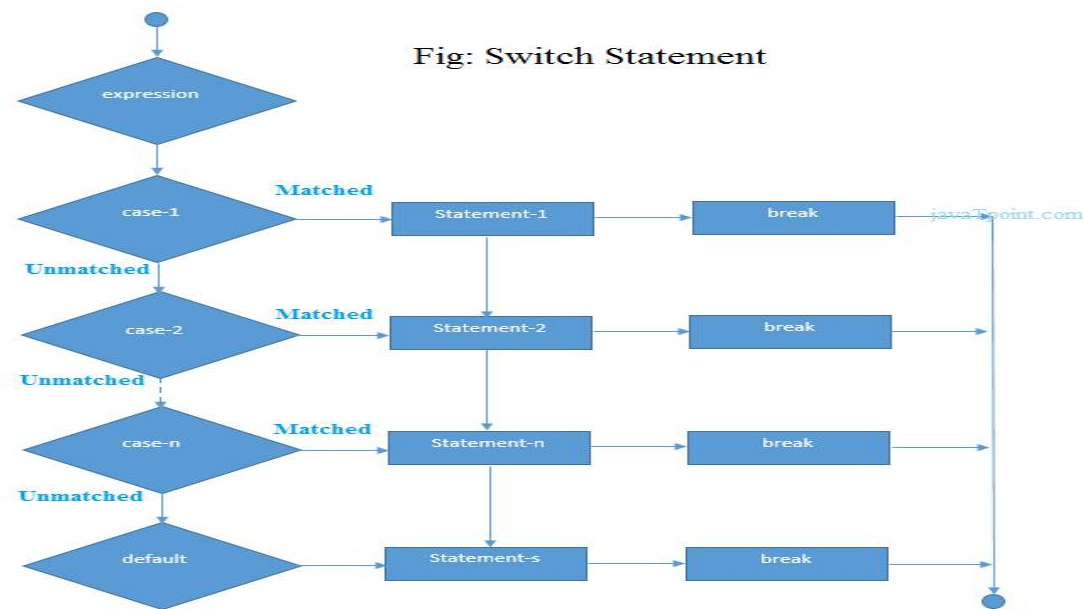 Fig: Switch Statement
expression
Matched
case-1
Statement-1
break
javaTpoint.com
Unmatched
Matched
case-2
Statement-2
break
Unmatched
Matched
case-n
Statement-n
break
Unmatched
default
Statement-s
break